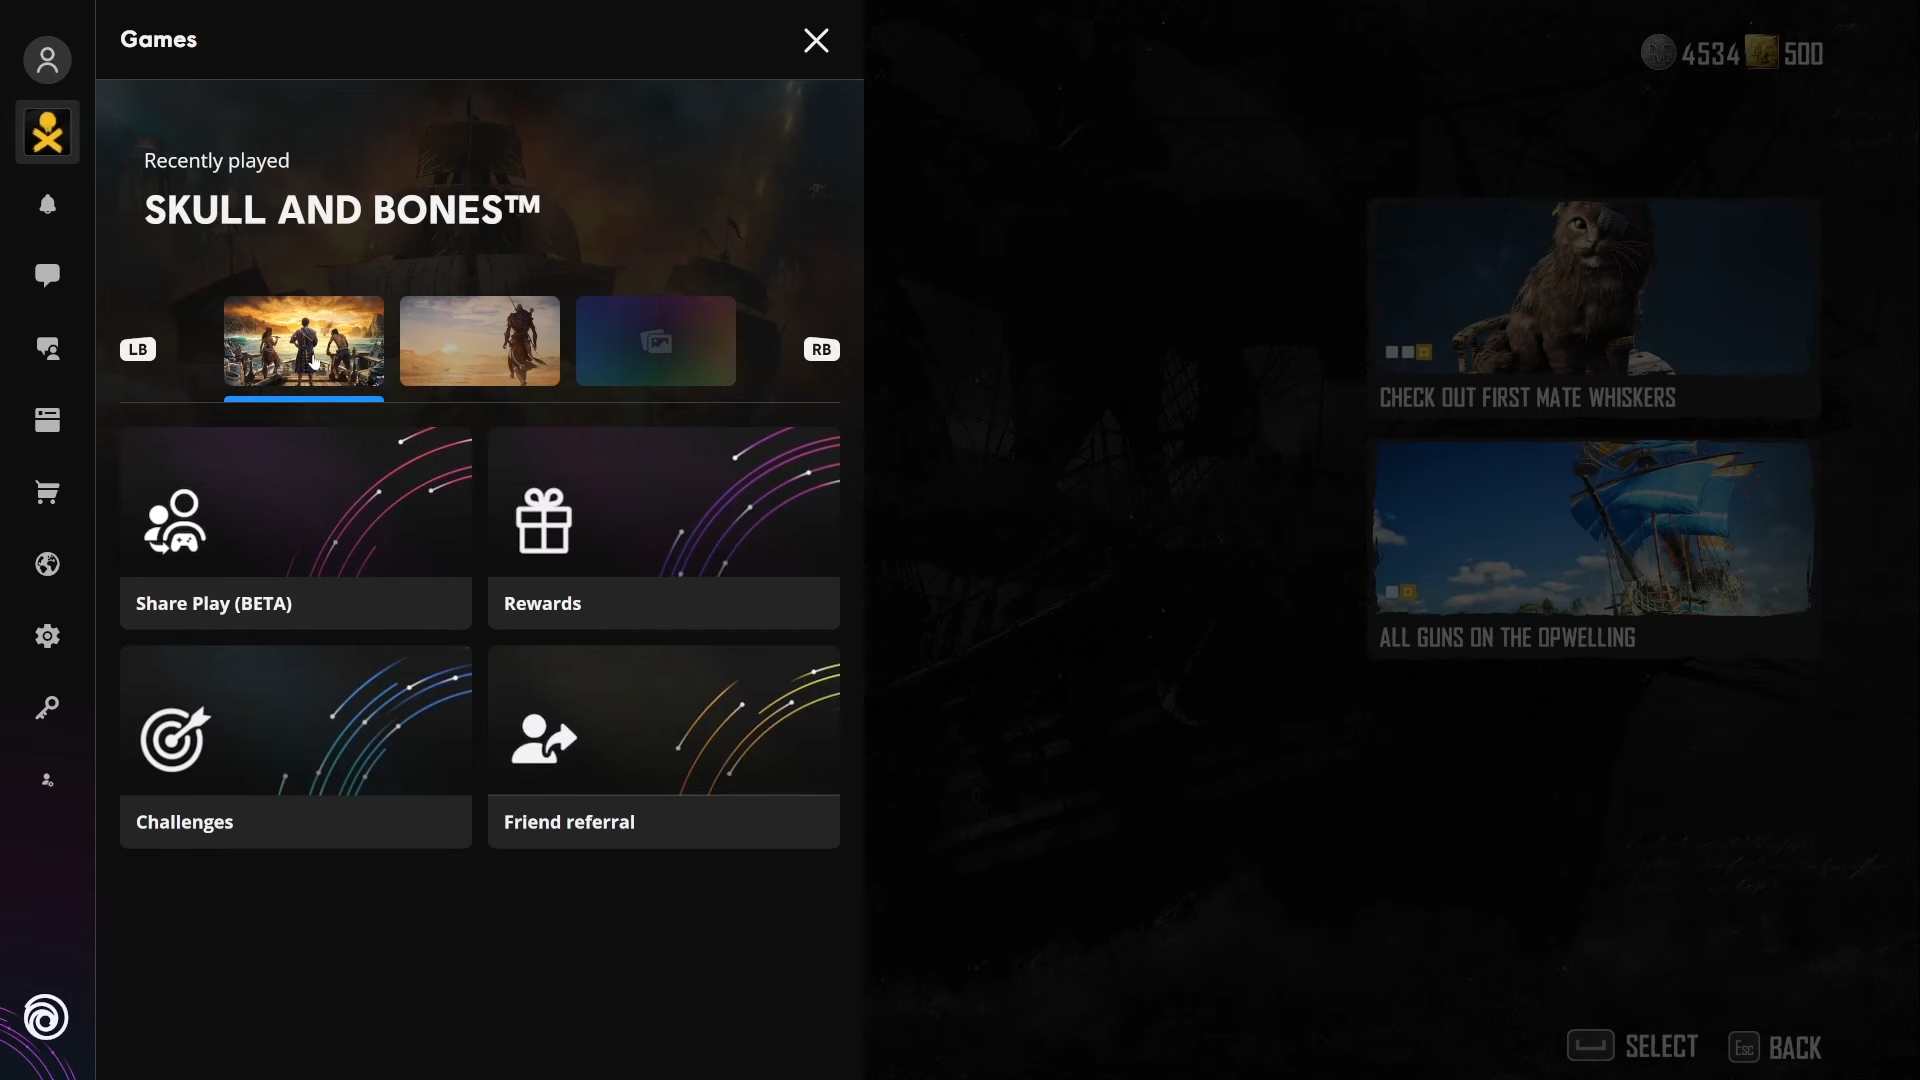 Games
4534
500
Recently played
SKULL AND BONES™
LB
RB
CHECK OUT FIRST MATE WHISKERS
Share Play (BETA)
Rewards
ALL GUNS ON THE OPWELLING
Challenges
Friend referral
SELECT
Esc BACK